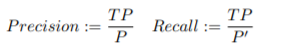 Precision := TP/P Recall := TP/P′